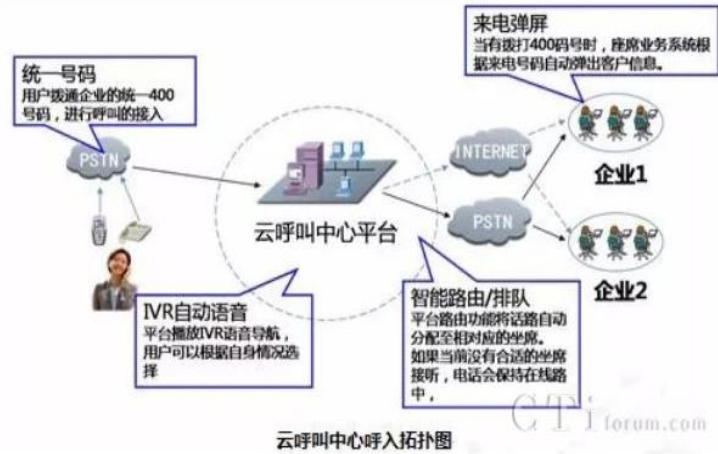 来电弹屏
当有拨打400码号时，座席业务系统根
据来电号码自动弹出客户信息。
统一号码
用户拨通企业的统一400
号码，进行呼叫的接入
PSTN
INTERNET
企业1
云呼叫中心平台
PSTN
企业2
IVR自动语音
平台播放IVR语音导航，
用户可以根据自身情况选
择
智能路由/排队
平台路由功能将话路自动
分配至相对应的坐席。
如果当前没有合适的坐席
接听，电话会保持在线路
中，
CTi forum.com
云呼叫中心呼入拓扑图